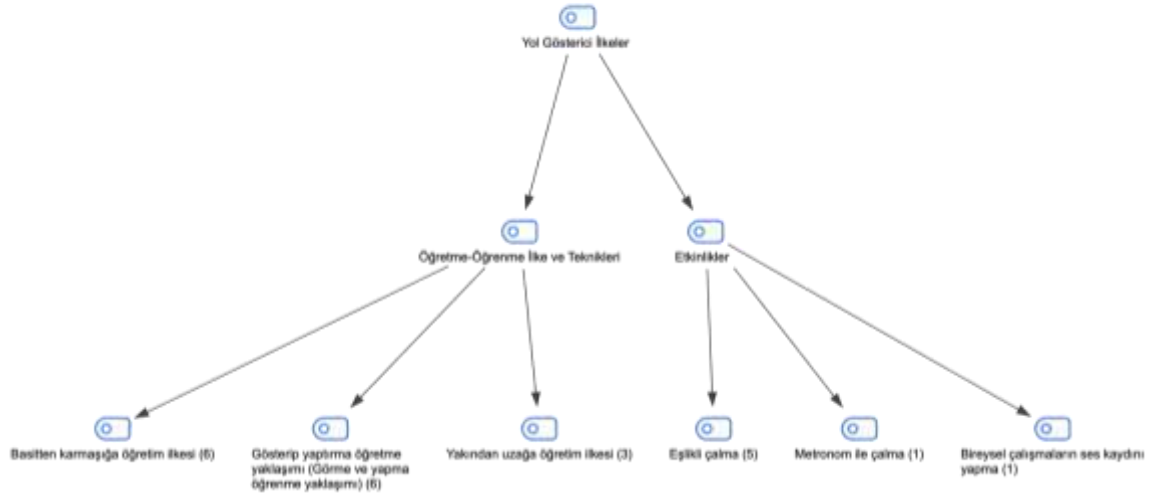 Yol Gösterici İlkeler
Öğretme-Öğrenme İlke ve Teknikleri
Etkinlikler
Basitten karmaşığa öğretim ilkesi (6)
Gösterip yaptırma öğretme
yaklaşımı (Görme ve yapma
öğrenme yaklaşımı) (6)
Yakından uzağa öğretim ilkesi (3)
Eşlikli çalma (5)
Metronom ile çalma (1)
Bireysel çalışmaların ses kaydını
yapma (1)